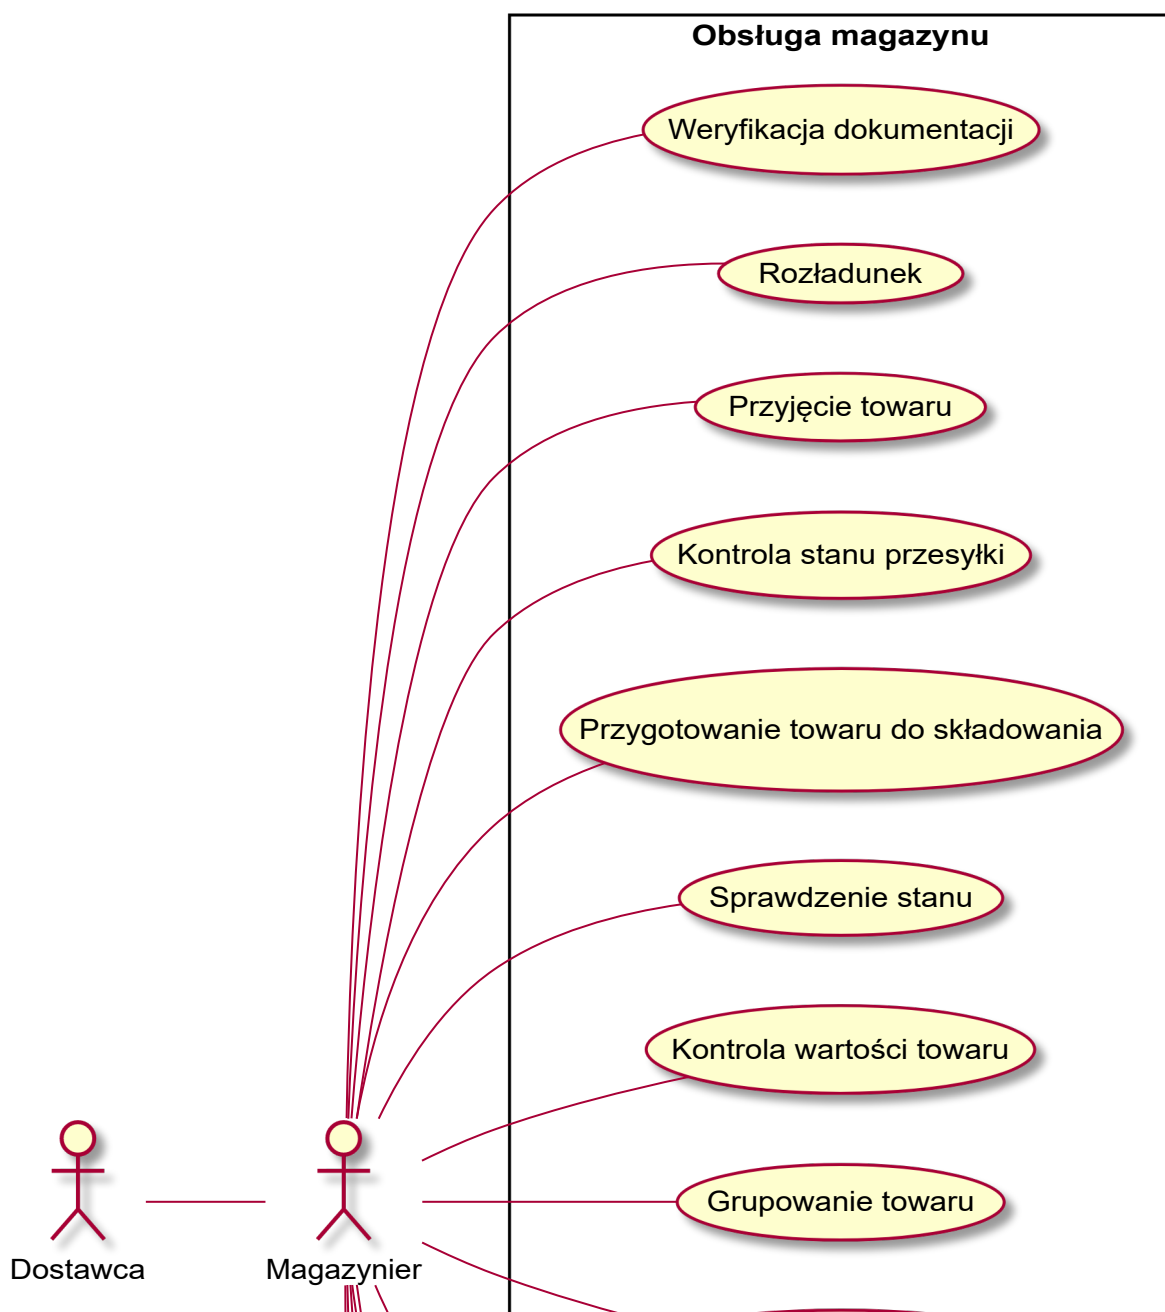 Obsługa magazynu
Weryfikacja dokumentacji
Rozładunek
Przyjęcie towaru
Kontrola stanu przesyłki
Przygotowanie towaru do składowania
Sprawdzenie stanu
Kontrola wartości towaru
Grupowanie towaru
Dostawca
Magazynier